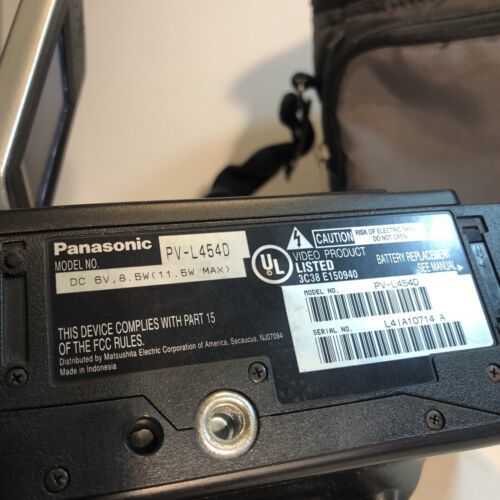 Panasonic
MODEL NO. PV-L454D
DC 6V, 8.5W(11.5W MAX)
THIS DEVICE COMPLIES WITH PART 15
OF THE FCC RULES.
Distributed by Matsushita Electric Corporation of America, Secaucus, NJ07094
Made in Indonesia
CAUTION RISK OF ELECTRIC SHOCK
DO NOT OPEN.
UL VIDEO PRODUCT
LISTED
3C38 E150940
BATTERY REPLACEMENT
SEE MANUAL
MODEL NO. PV-L454D
SERIAL NO. L4IA10714 A